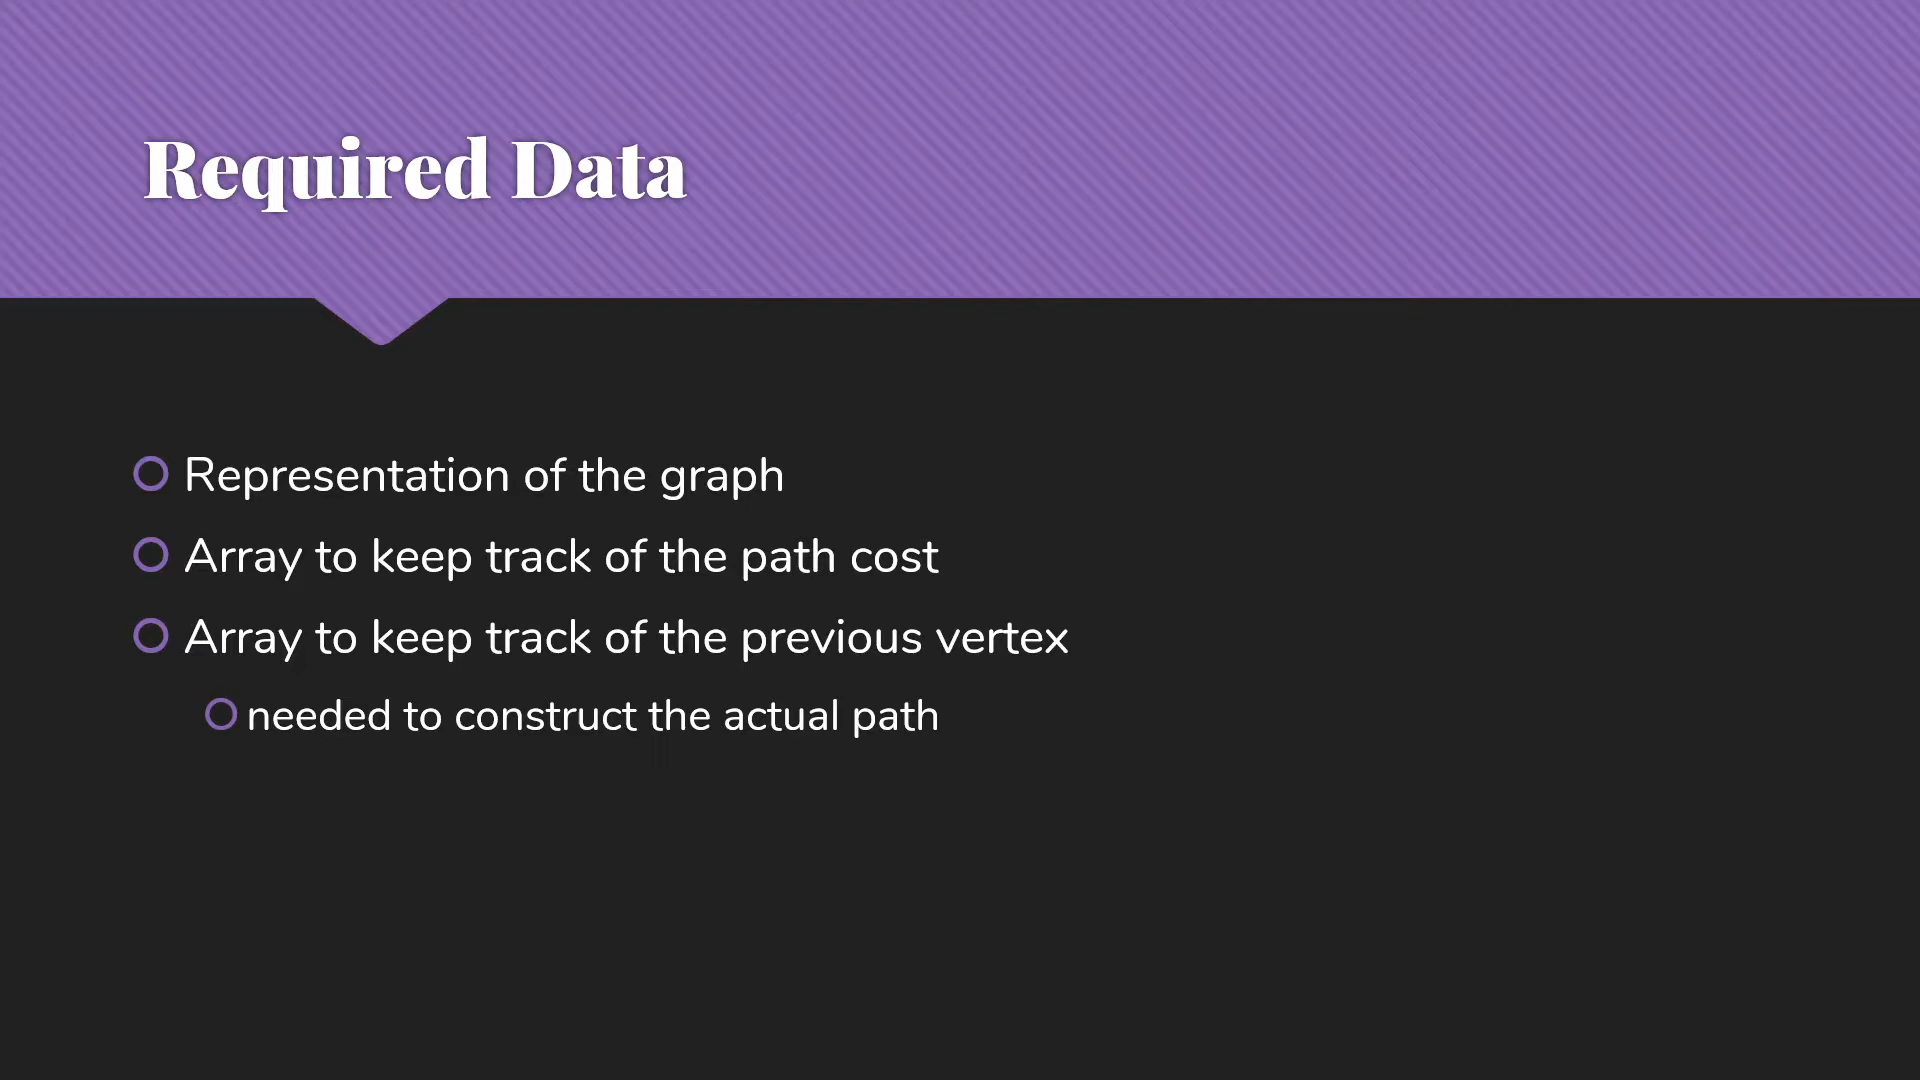 Required Data
Representation of the graph
Array to keep track of the path cost
Array to keep track of the previous vertex
needed to construct the actual path